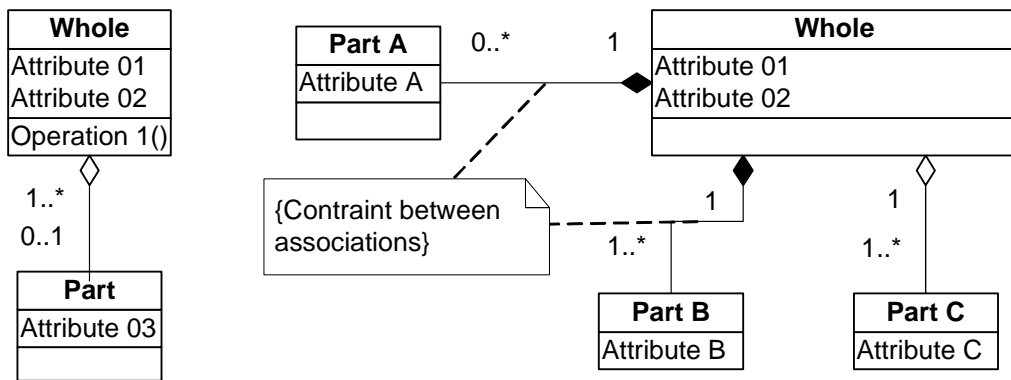 Whole
Attribute 01
Attribute 02
Operation 1()
1..*
0..1
Part
Attribute 03
Part A
Attribute A
0..*
1
Whole
Attribute 01
Attribute 02
{Contraint between
associations}
1
1..*
Part B
Attribute B
1
1..*
Part C
Attribute C